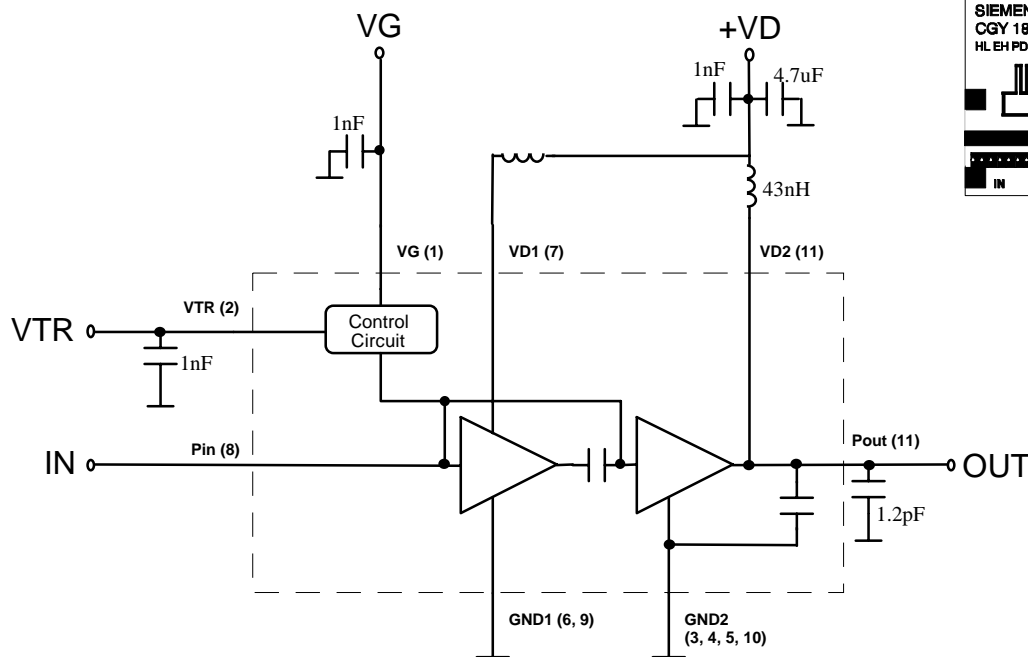 VG
+VD
SIEMEN
CGY 18
HL EH PD
1nF
4.7uF
1nF
43nH
IN
VG (1)
VD1 (7)
VD2 (11)
VTR
VTR (2)
Control
Circuit
1nF
IN
Pin (8)
Pout (11)
OUT
1.2pF
GND1 (6, 9)
GND2
(3, 4, 5, 10)